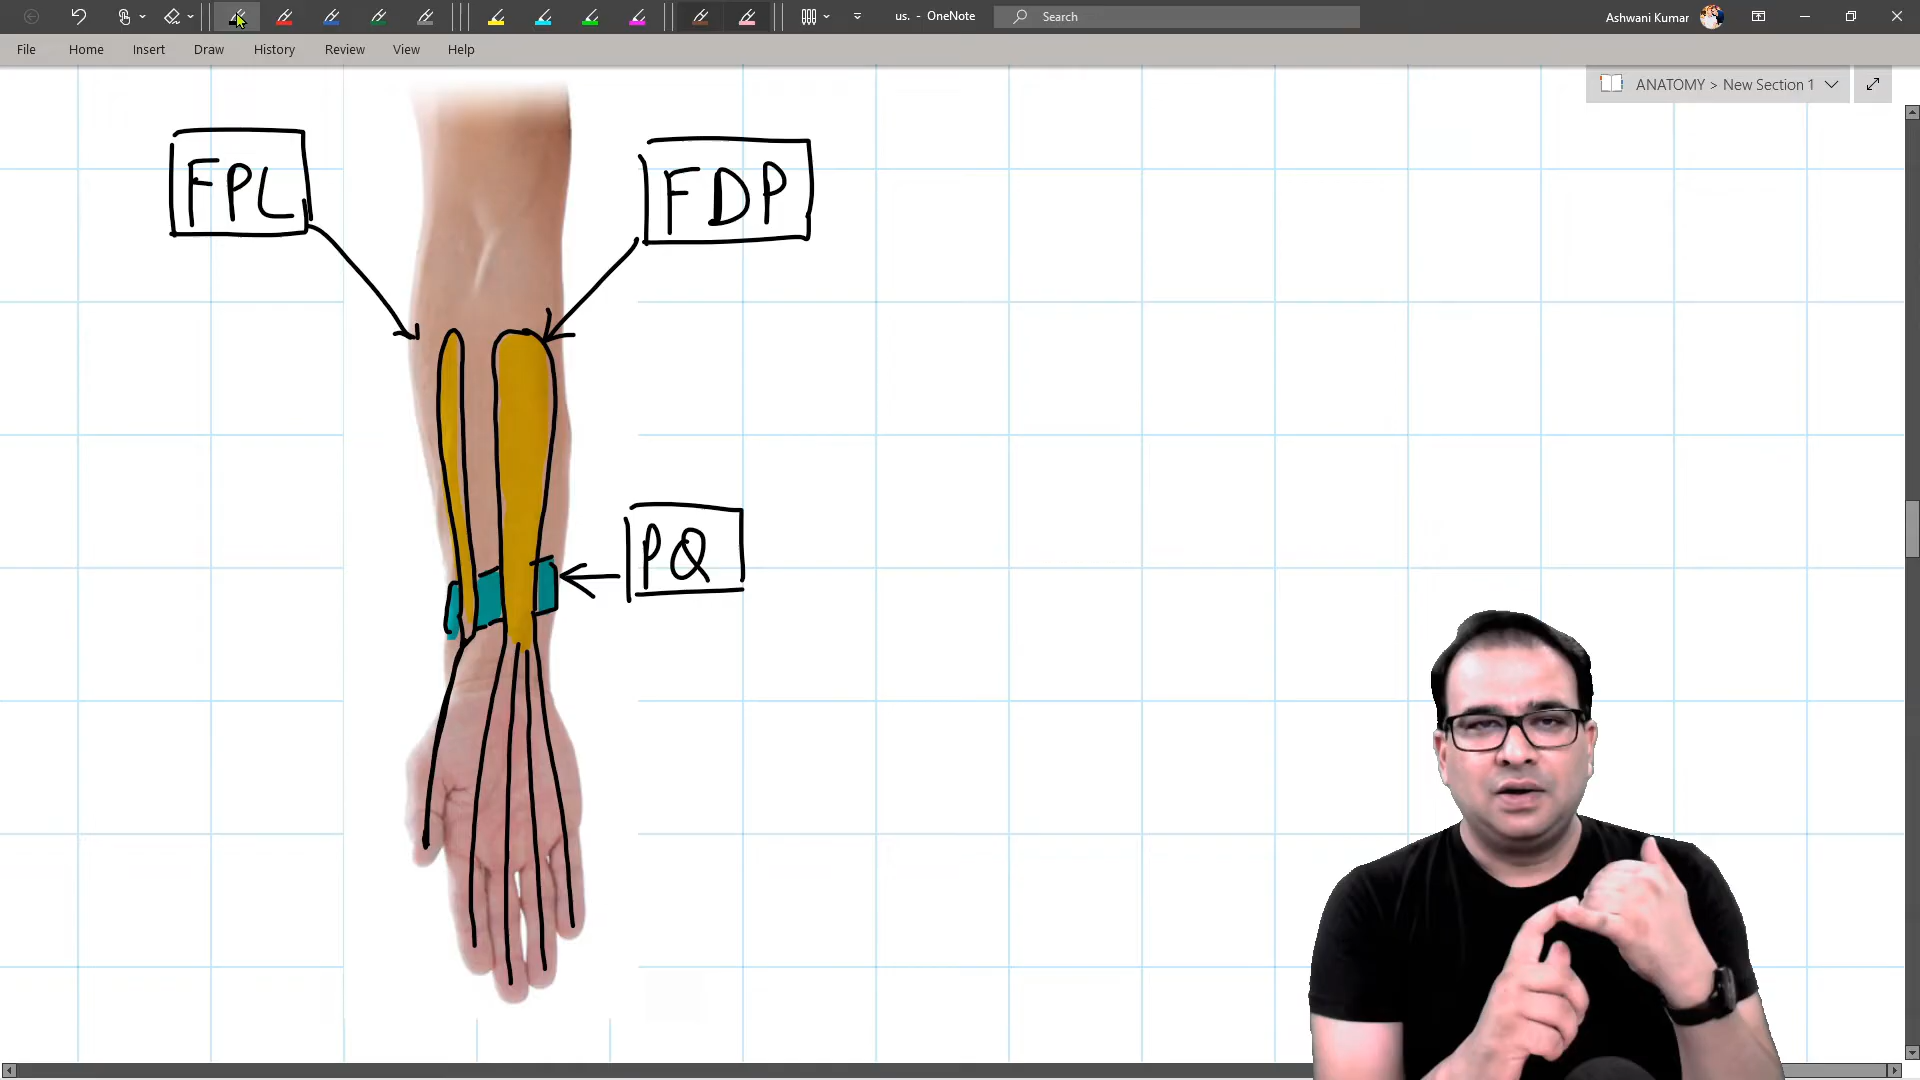 us. - OneNote
Search
Ashwani Kumar
File
Home
Insert
Draw
History
Review
View
Help
ANATOMY > New Section 1
FPL
FDP
PQ